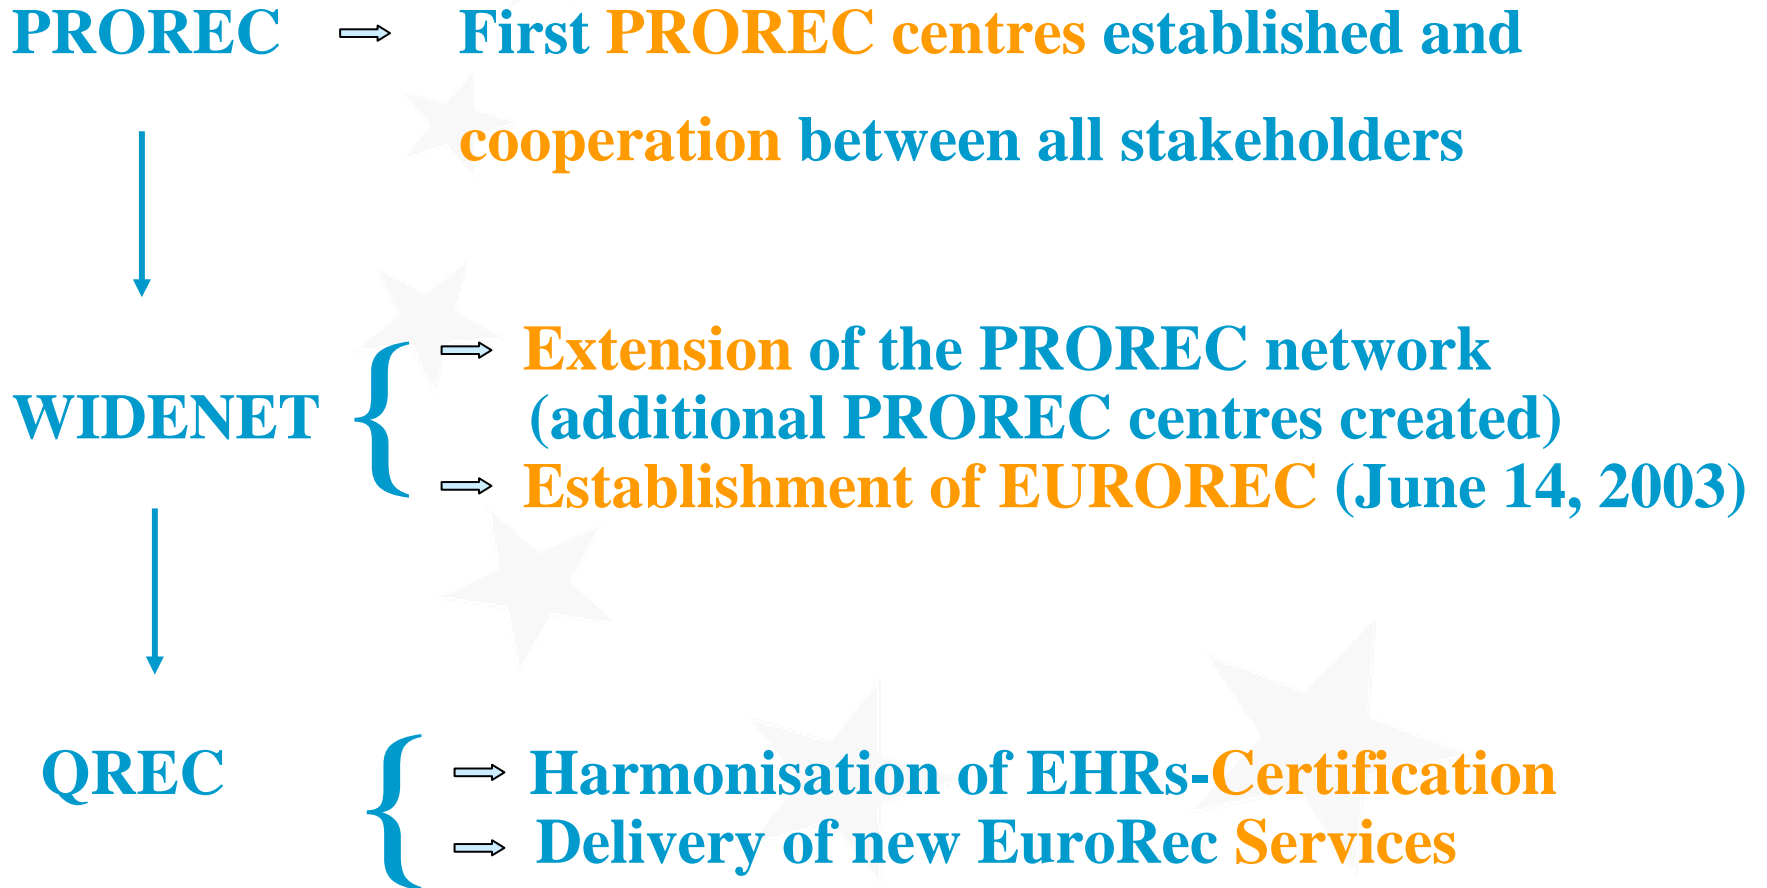 PROREC First PROREC centres established and
cooperation between all stakeholders
Extension of the PROREC network
WIDENET (additional PROREC centres created)
Establishment of EUROREC (June 14, 2003)
QREC Harmonisation of EHRs-Certification
Delivery of new EuroRec Services